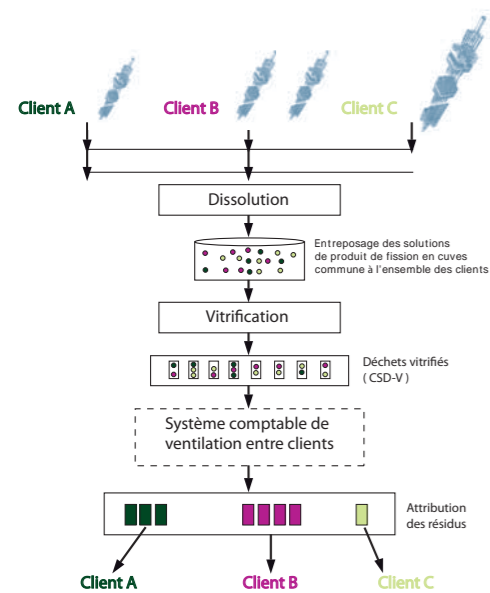 Client A
Client B
Client C
Dissolution
Entreposage des solutions
de produit de fission en cuves
commune à l'ensemble des clients
Vitrification
Déchets vitrifiés
( CSD-V )
Système comptable de
ventilation entre clients
Attribution
des résidus
Client A
Client B
Client C